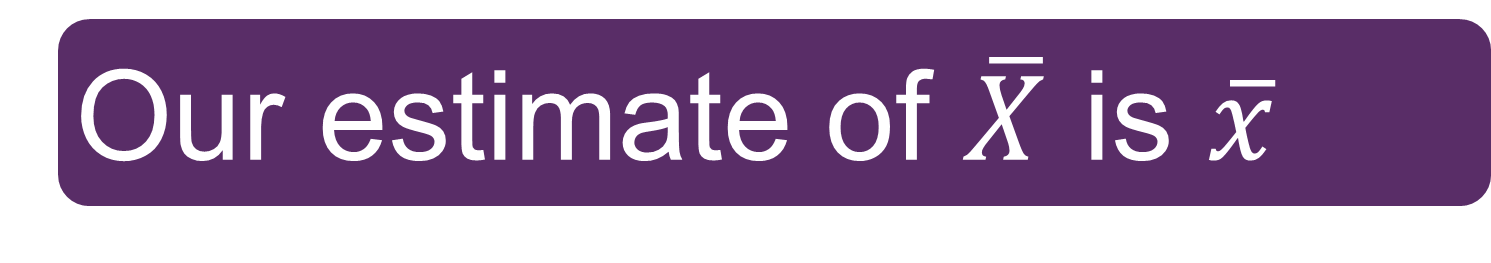 Our estimate of X̅ is x̅